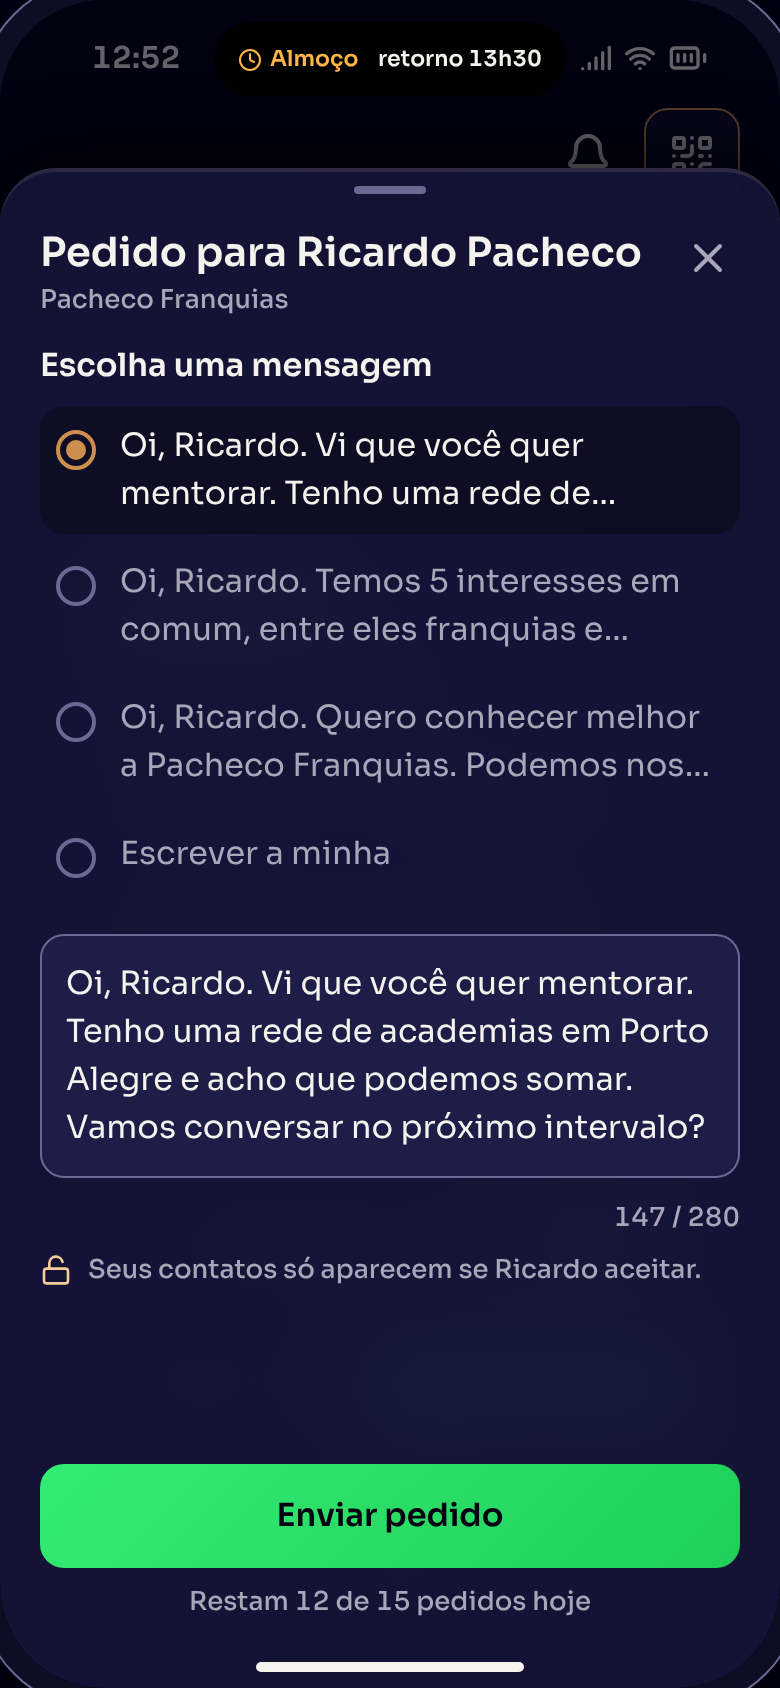 12:52
Almoço retorno 13h30
Pedido para Ricardo Pacheco
Pacheco Franquias
Escolha uma mensagem
Oi, Ricardo. Vi que você quer
mentorar. Tenho uma rede de...
Oi, Ricardo. Temos 5 interesses em
comum, entre eles franquias e...
Oi, Ricardo. Quero conhecer melhor
a Pacheco Franquias. Podemos nos...
Escrever a minha
Oi, Ricardo. Vi que você quer mentorar.
Tenho uma rede de academias em Porto
Alegre e acho que podemos somar.
Vamos conversar no próximo intervalo?
147 / 280
Seus contatos só aparecem se Ricardo aceitar.
Enviar pedido
Restam 12 de 15 pedidos hoje